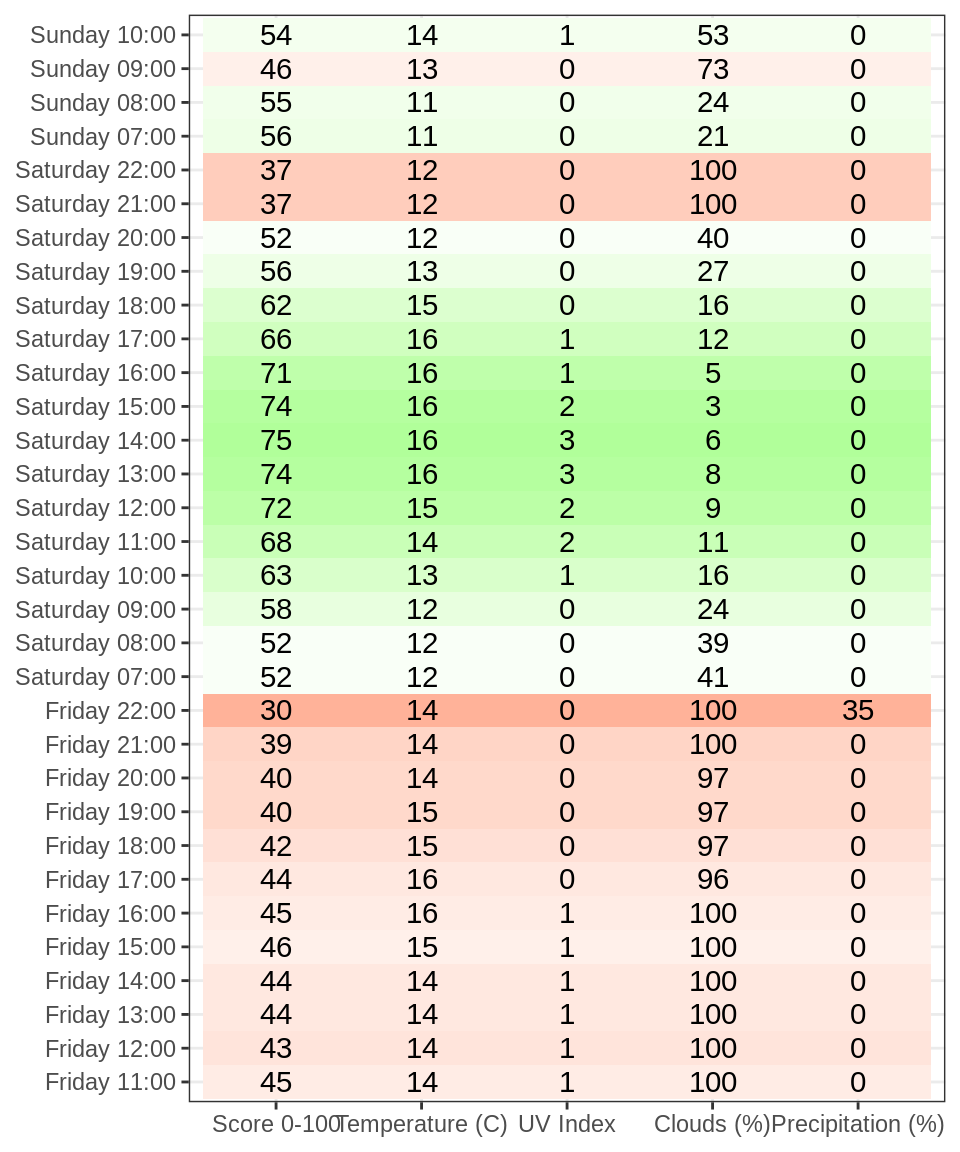 Sunday 10:00 54 14 1 53 0
Sunday 09:00 46 13 0 73 0
Sunday 08:00 55 11 0 24 0
Sunday 07:00 56 11 0 21 0
Saturday 22:00 37 12 0 100 0
Saturday 21:00 37 12 0 100 0
Saturday 20:00 52 12 0 40 0
Saturday 19:00 56 13 0 27 0
Saturday 18:00 62 15 0 16 0
Saturday 17:00 66 16 1 12 0
Saturday 16:00 71 16 1 5 0
Saturday 15:00 74 16 2 3 0
Saturday 14:00 75 16 3 6 0
Saturday 13:00 74 16 3 8 0
Saturday 12:00 72 15 2 9 0
Saturday 11:00 68 14 2 11 0
Saturday 10:00 63 13 1 16 0
Saturday 09:00 58 12 0 24 0
Saturday 08:00 52 12 0 39 0
Saturday 07:00 52 12 0 41 0
Friday 22:00 30 14 0 100 35
Friday 21:00 39 14 0 100 0
Friday 20:00 40 14 0 97 0
Friday 19:00 40 15 0 97 0
Friday 18:00 42 15 0 97 0
Friday 17:00 44 16 0 96 0
Friday 16:00 45 16 1 100 0
Friday 15:00 46 15 1 100 0
Friday 14:00 44 14 1 100 0
Friday 13:00 44 14 1 100 0
Friday 12:00 43 14 1 100 0
Friday 11:00 45 14 1 100 0
Score 0-100 Temperature (C) UV Index Clouds (%) Precipitation (%)